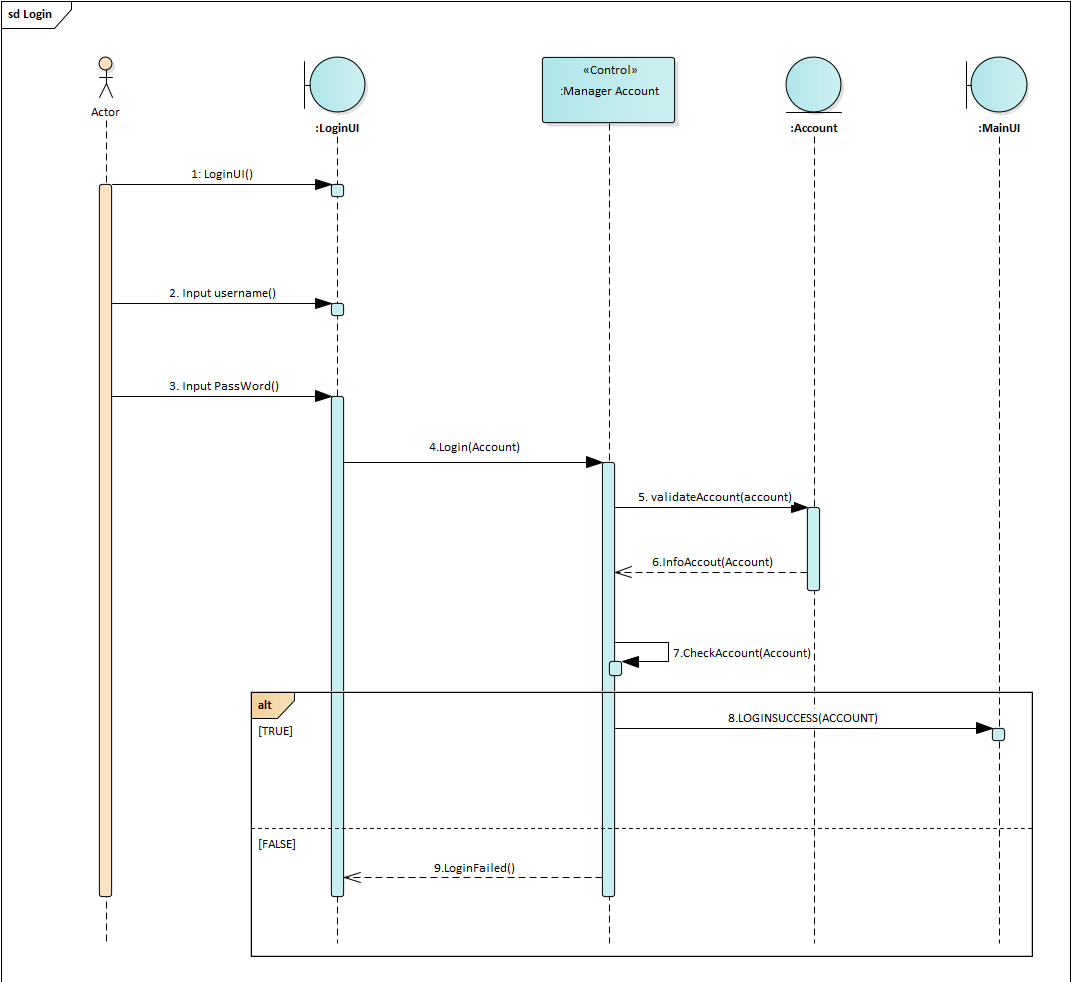 sd Login
Actor
:LoginUI
«Control»
:Manager Account
:Account
:MainUI
1: LoginUI()
2. Input username()
3. Input PassWord()
4.Login(Account)
5. validateAccount(account)
6.InfoAccout(Account)
7.CheckAccount(Account)
alt
[TRUE]
8.LOGINSUCCESS(ACCOUNT)
[FALSE]
9.LoginFailed()